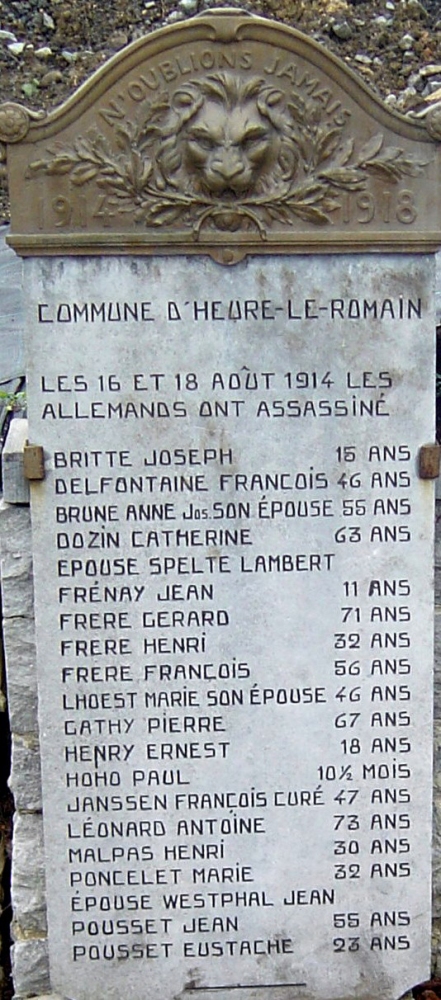 N'OUBLIONS JAMAIS
1914 1918
COMMUNE D'HEURE-LE-ROMAIN
LES 16 ET 18 AOÛT 1914 LES
ALLEMANDS ONT ASSASSINÉ
BRITTE JOSEPH 15 ANS
DELFONTAINE FRANCOIS 46 ANS
BRUNE ANNE Jos. SON ÉPOUSE 55 ANS
DOZIN CATHERINE 63 ANS
EPOUSE SPELTE LAMBERT
FRÉNAY JEAN 11 ANS
FRERE GERARD 71 ANS
FRERE HENRI 32 ANS
FRERE FRANÇOIS 56 ANS
LHOEST MARIE SON ÉPOUSE 46 ANS
GATHY PIERRE 67 ANS
HENRY ERNEST 18 ANS
HOHO PAUL 10½ MOIS
JANSSEN FRANÇOIS CURÉ 47 ANS
LÉONARD ANTOINE 73 ANS
MALPAS HENRI 30 ANS
PONCELET MARIE 32 ANS
ÉPOUSE WESTPHAL JEAN
POUSSET JEAN 55 ANS
POUSSET EUSTACHE 23 ANS